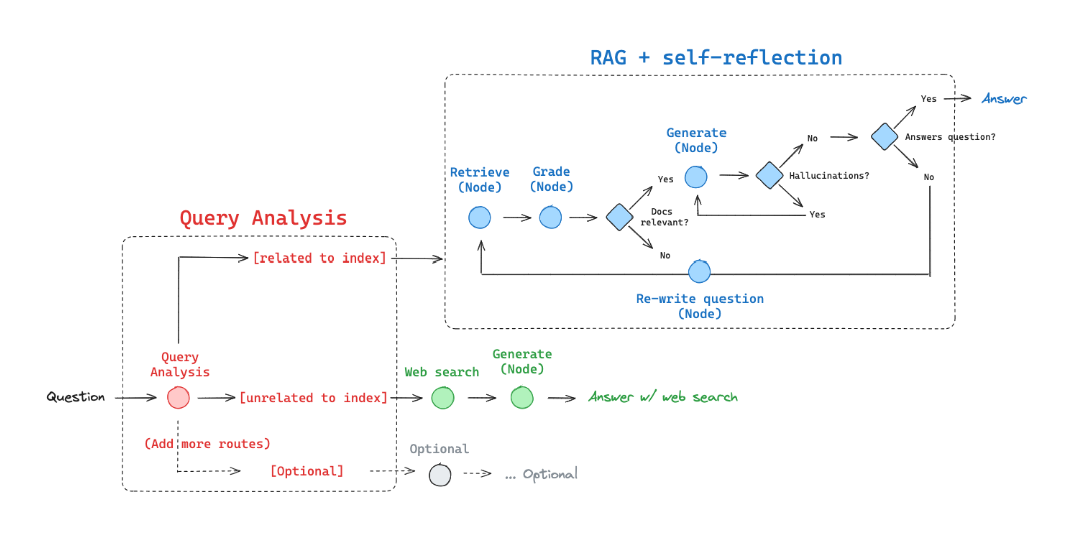 RAG + self-reflection
Yes
Answer
Generate
(Node)
No
Answers question?
Retrieve
(Node)
Grade
(Node)
Yes
Hallucinations?
No
Docs
relevant?
Yes
No
Re-write question
(Node)
Query Analysis
[related to index]
Query
Analysis
Question
[unrelated to index]
Web search
Generate
(Node)
Answer w/ web search
(Add more routes)
[Optional]
Optional
... Optional